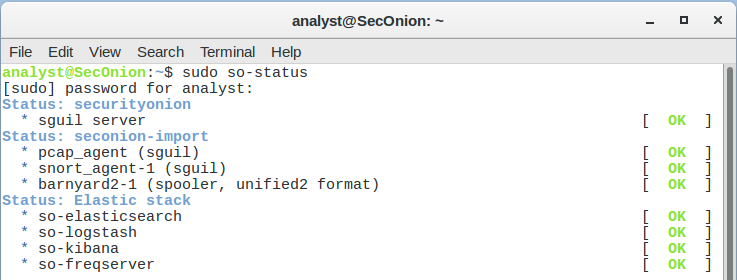 analyst@SecOnion: ~
File Edit View Search Terminal Help
analyst@SecOnion:~$ sudo so-status
[sudo] password for analyst:
Status: securityonion
* sguil server [ OK ]
Status: seconion-import
* pcap_agent (sguil) [ OK ]
* snort_agent-1 (sguil) [ OK ]
* barnyard2-1 (spooler, unified2 format) [ OK ]
Status: Elastic stack
* so-elasticsearch [ OK ]
* so-logstash [ OK ]
* so-kibana [ OK ]
* so-freqserver [ OK ]